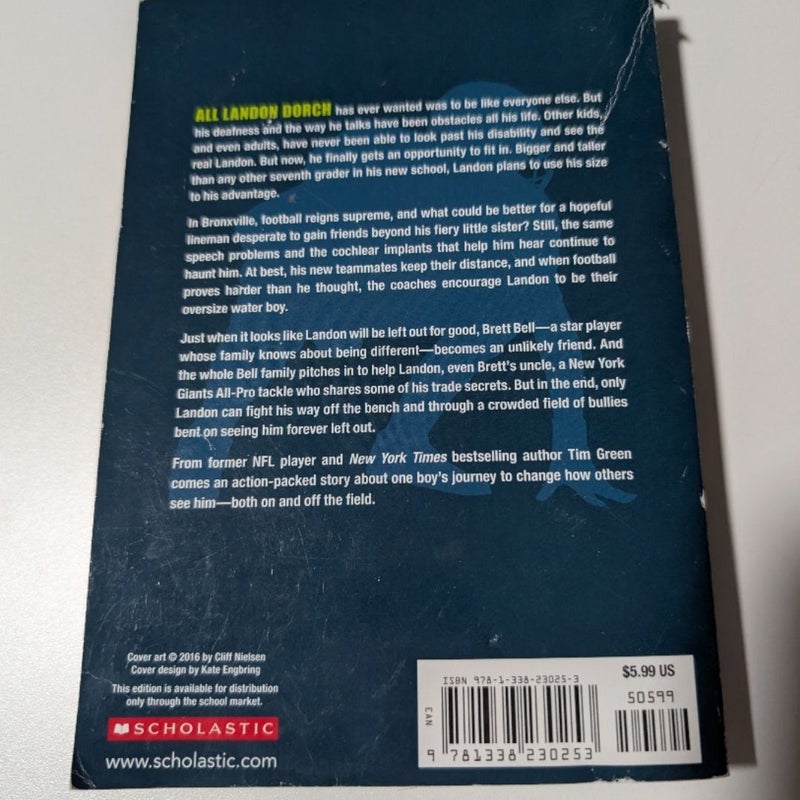 ALL LANDON DORCH has ever wanted was to be like everyone else. But
his deafness and the way he talks have been obstacles all his life. Other kids,
and even adults, have never been able to look past his disability and see the
real Landon. But now, he finally gets an opportunity to fit in. Bigger and taller
than any other seventh grader in his new school, Landon plans to use his size
to his advantage.
In Bronxville, football reigns supreme, and what could be better for a hopeful
lineman desperate to gain friends beyond his fiery little sister? Still, the same
speech problems and the cochlear implants that help him hear continue to
haunt him. At best, his new teammates keep their distance, and when football
proves harder than he thought, the coaches encourage Landon to be their
oversize water boy.
Just when it looks like Landon will be left out for good, Brett Bell—a star player
whose family knows about being different—becomes an unlikely friend. And
the whole Bell family pitches in to help Landon, even Brett's uncle, a New York
Giants All-Pro tackle who shares some of his trade secrets. But in the end, only
Landon can fight his way off the bench and through a crowded field of bullies
bent on seeing him forever left out.
From former NFL player and New York Times bestselling author Tim Green
comes an action-packed story about one boy's journey to change how others
see him—both on and off the field.
Cover art © 2016 by Cliff Nielsen
Cover design by Kate Engbring
This edition is available for distribution
only through the school market.
SCHOLASTIC
www.scholastic.com
ISBN 978-1-338-23025-3
$5.99 US
50599
EAN
9 781338 230253